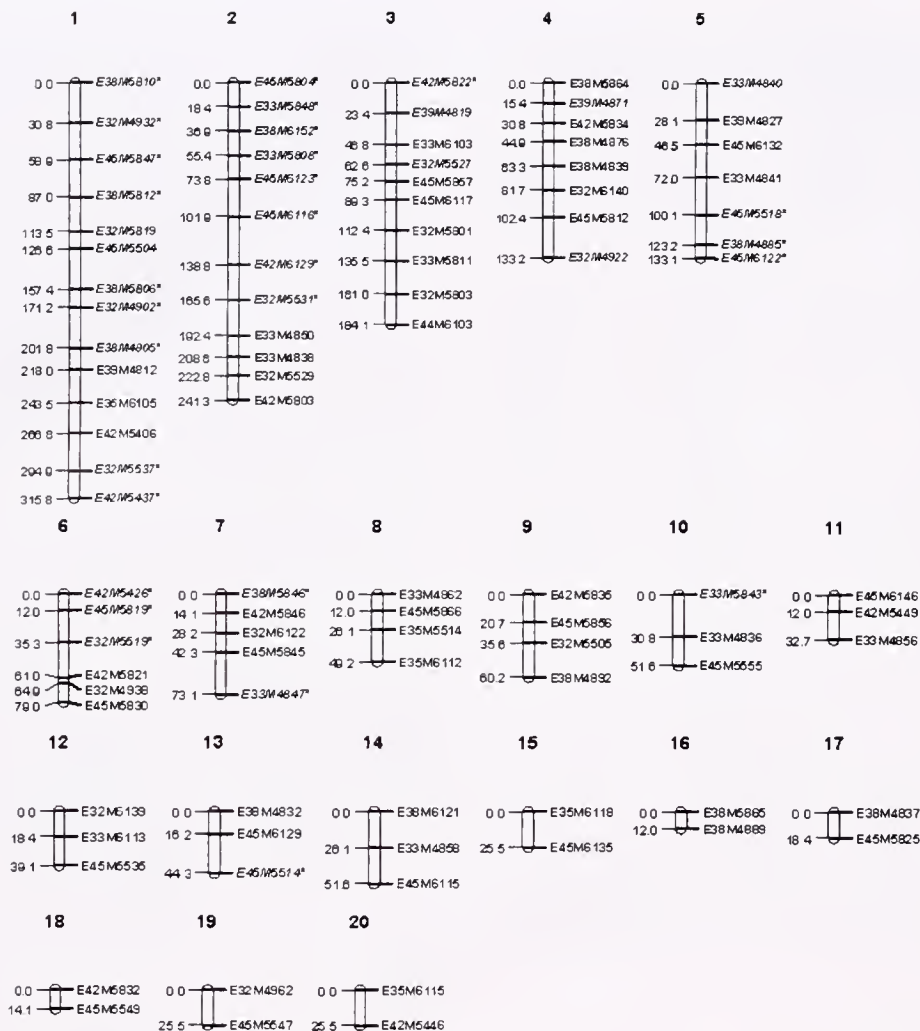 1 2 3 4 5
0.0 E38M5810*
30.8 E32M4932*
58.9 E45M5847*
87.0 E38M5812*
113.5 E32M5819
126.6 E45M5504
157.4 E38M5806*
171.2 E32M4902*
201.8 E38M4905*
218.0 E39M4812
243.5 E35M6105
266.8 E42M5406
294.9 E32M5537*
315.8 E42M5437*
0.0 E45M5804*
18.4 E33M5848*
36.9 E38M6152*
55.4 E33M5808*
73.8 E45M6123*
101.9 E45M6116*
138.8 E42M6129*
165.6 E32M5531*
192.4 E33M4850
208.6 E33M4838
222.8 E32M5529
241.3 E42M5803
0.0 E42M5822*
23.4 E39M4819
46.8 E33M6103
62.6 E32M5527
75.2 E45M5857
89.3 E45M6117
112.4 E32M5801
135.5 E33M5811
161.0 E32M5803
184.1 E44M6103
0.0 E38M5864
15.4 E39M4871
30.8 E42M5834
44.9 E38M4876
63.3 E38M4839
81.7 E32M6140
102.4 E45M5812
133.2 E32M4922
0.0 E33M4840
28.1 E39M4827
46.5 E45M6132
72.0 E33M4841
100.1 E45M5518*
123.2 E38M4885*
133.1 E45M6122*
6 7 8 9 10 11
0.0 E42M5426*
12.0 E45M5819*
35.3 E32M5519*
61.0 E42M5821
64.9 E32M4938
79.0 E45M5830
0.0 E38M5846*
14.1 E42M5846
28.2 E32M6122
42.3 E45M5845
73.1 E33M4847*
0.0 E33M4862
12.0 E45M5866
26.1 E35M5514
49.2 E35M6112
0.0 E42M5835
20.7 E45M5856
35.6 E32M5505
60.2 E38M4892
0.0 E33M5843*
30.8 E33M4836
51.6 E45M5555
0.0 E45M6146
12.0 E42M5449
32.7 E33M4856
12 13 14 15 16 17
0.0 E32M6139
18.4 E33M6113
39.1 E45M5535
0.0 E38M4832
16.2 E45M6129
44.3 E45M5514*
0.0 E38M6121
26.1 E33M4858
51.6 E45M6115
0.0 E35M6118
25.5 E45M6135
0.0 E38M5865
12.0 E38M4889
0.0 E38M4837
18.4 E45M5825
18 19 20
0.0 E42M5832
14.1 E45M5549
0.0 E32M4962
25.5 E45M5547
0.0 E35M6115
25.5 E42M5446